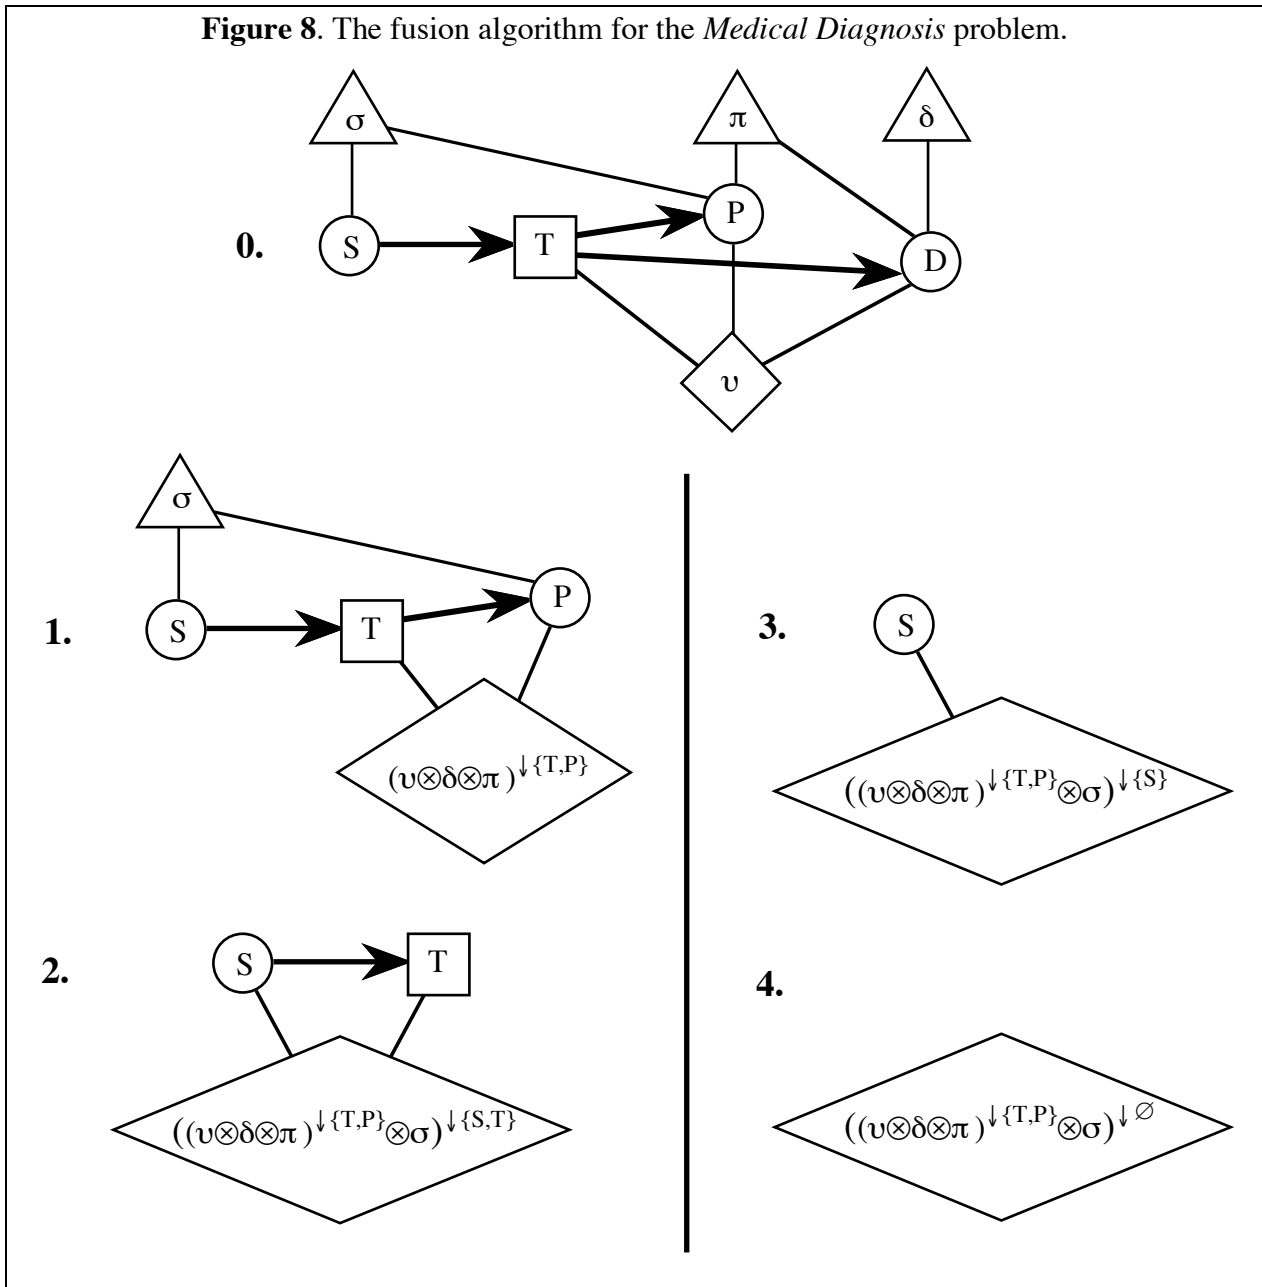 Figure 8. The fusion algorithm for the Medical Diagnosis problem.
σ
π
δ
0.
S
T
P
D
υ
σ
1.
S
T
P
(υ⊗δ⊗π)↓{T,P}
2.
S
T
((υ⊗δ⊗π)↓{T,P}⊗σ)↓{S,T}
3.
S
((υ⊗δ⊗π)↓{T,P}⊗σ)↓{S}
4.
((υ⊗δ⊗π)↓{T,P}⊗σ)↓∅